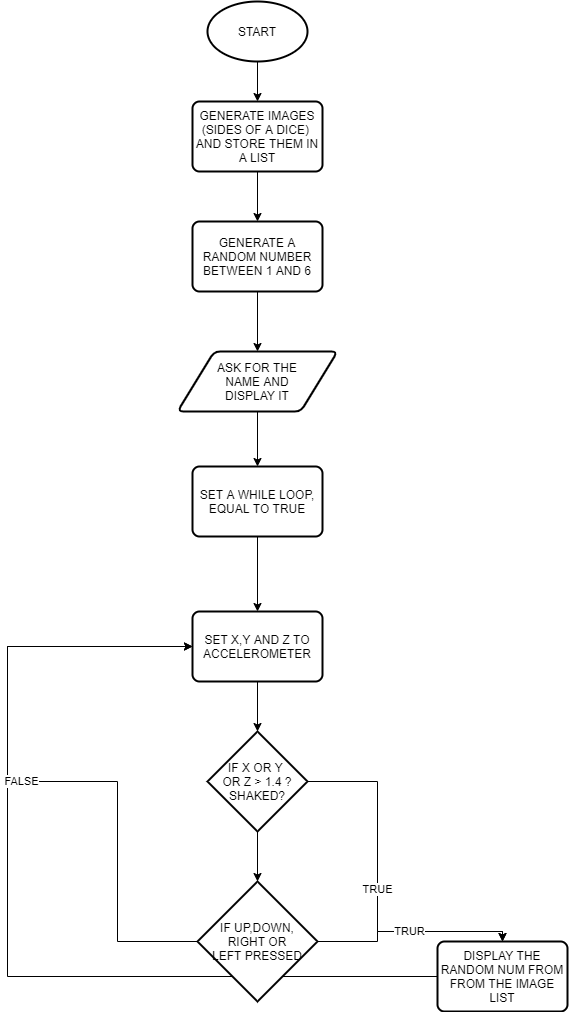 START
GENERATE IMAGES
(SIDES OF A DICE)
AND STORE THEM IN
A LIST
GENERATE A
RANDOM NUMBER
BETWEEN 1 AND 6
ASK FOR THE
NAME AND
DISPLAY IT
SET A WHILE LOOP,
EQUAL TO TRUE
SET X,Y AND Z TO
ACCELEROMETER
IF X OR Y
OR Z > 1.4 ?
SHAKED?
FALSE
TRUE
IF UP,DOWN,
RIGHT OR
LEFT PRESSED
TRUR
DISPLAY THE
RANDOM NUM FROM
FROM THE IMAGE
LIST